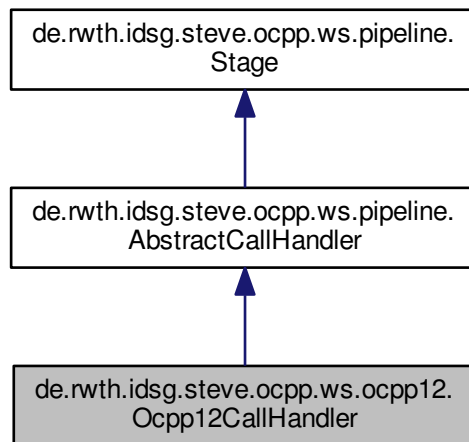 de.rwth.idsg.steve.ocpp.ws.pipeline.
Stage
de.rwth.idsg.steve.ocpp.ws.pipeline.
AbstractCallHandler
de.rwth.idsg.steve.ocpp.ws.ocpp12.
Ocpp12CallHandler